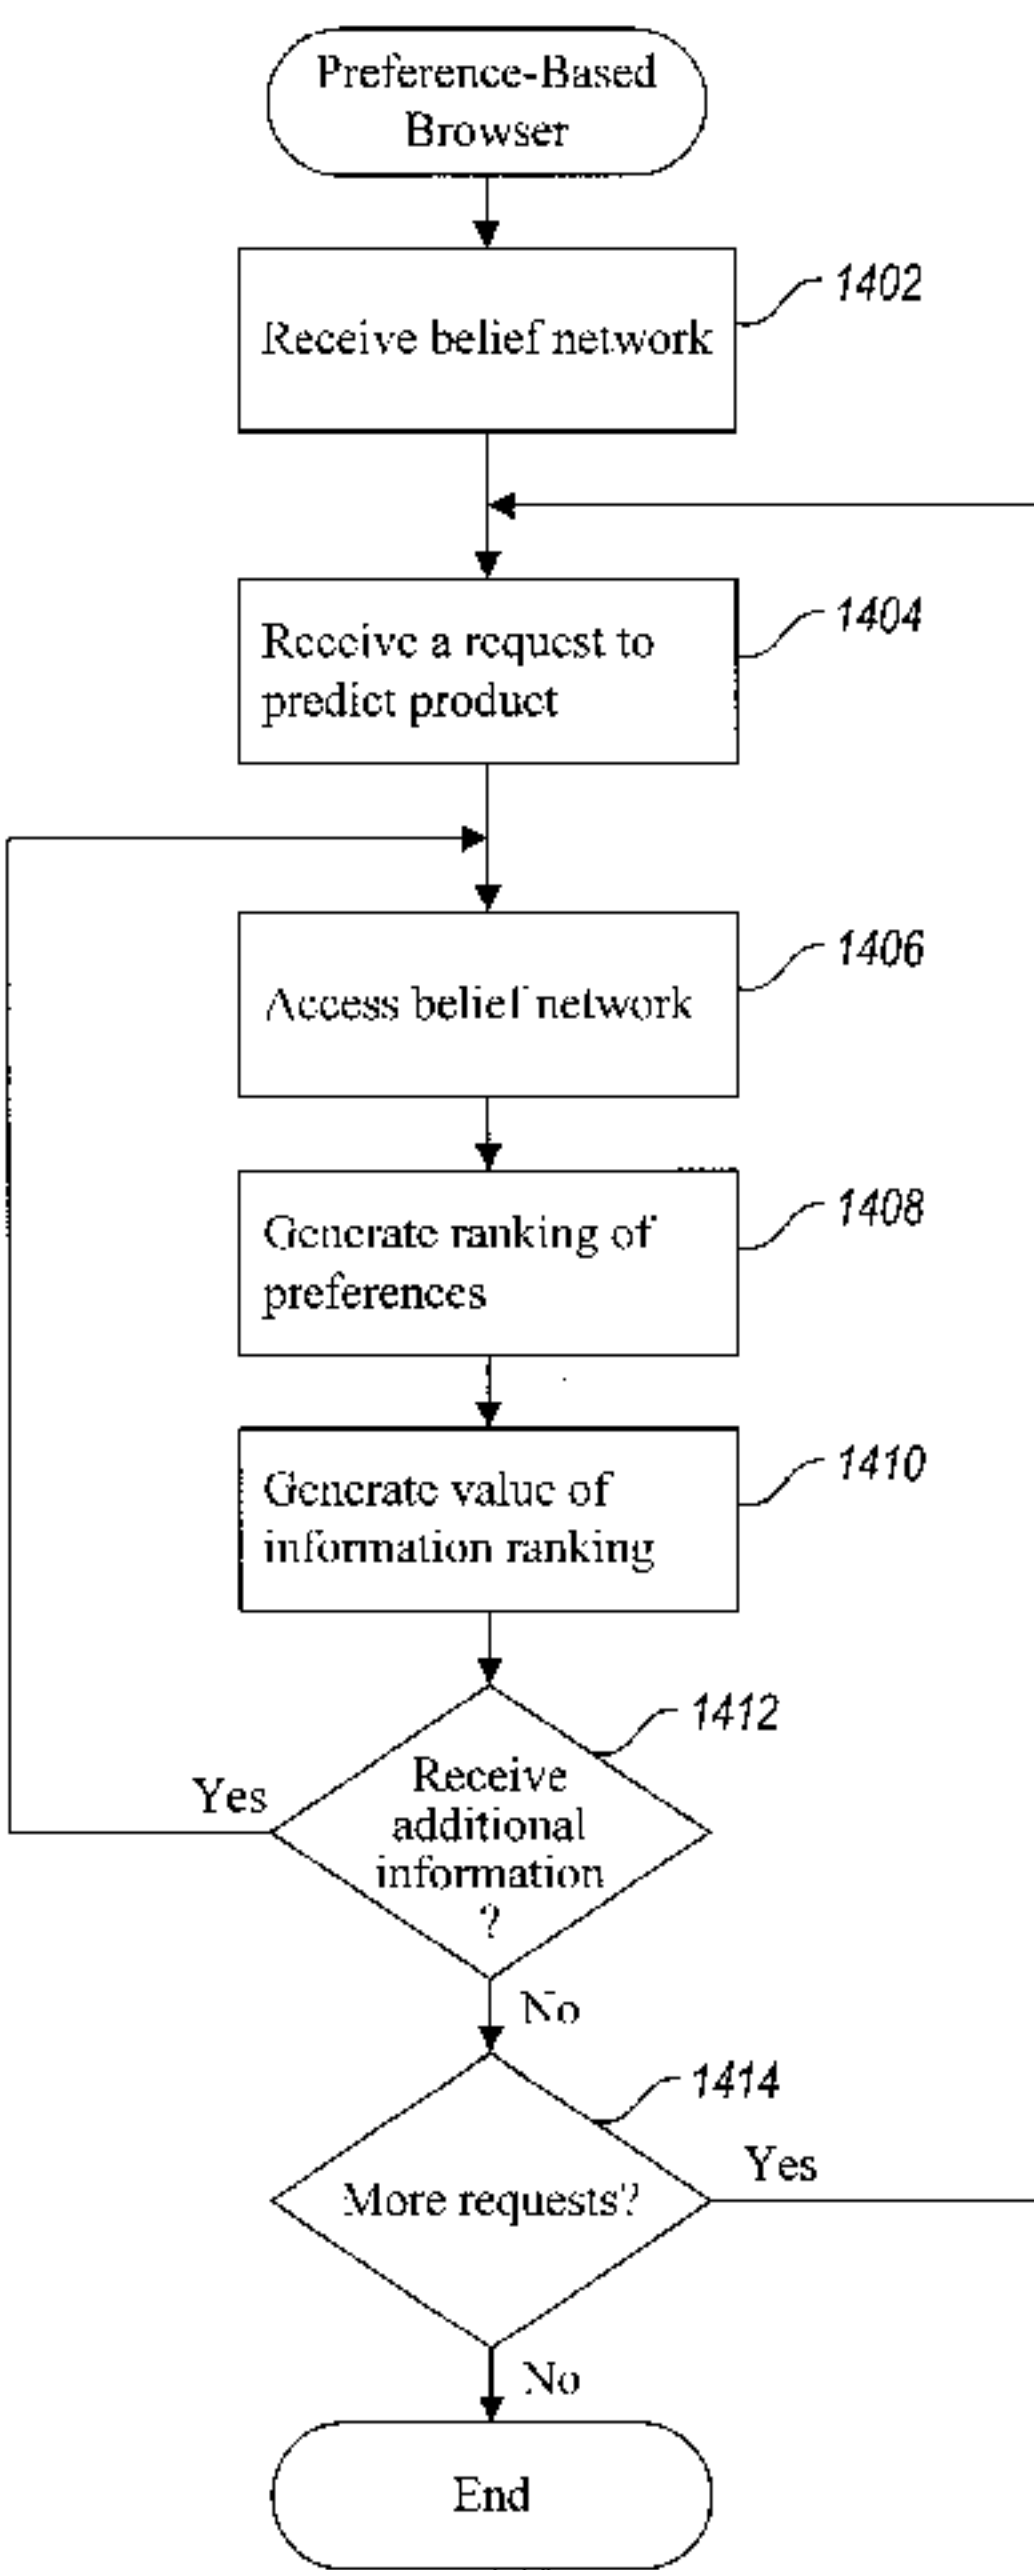 Preference-Based
Browser
1402
Receive belief network
1404
Receive a request to
predict product
1406
Access belief network
1408
Generate ranking of
preferences
1410
Generate value of
information ranking
1412
Receive
additional
information
?
Yes
No
1414
More requests?
Yes
No
End